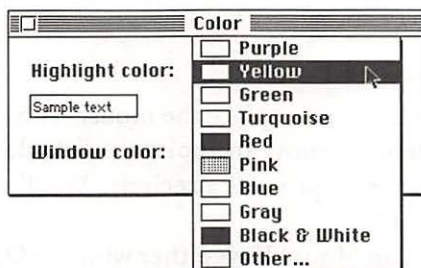 Color
Purple
Highlight color: Yellow
Green
Sample text
Turquoise
Red
Window color: Pink
Blue
Gray
Black & White
Other...